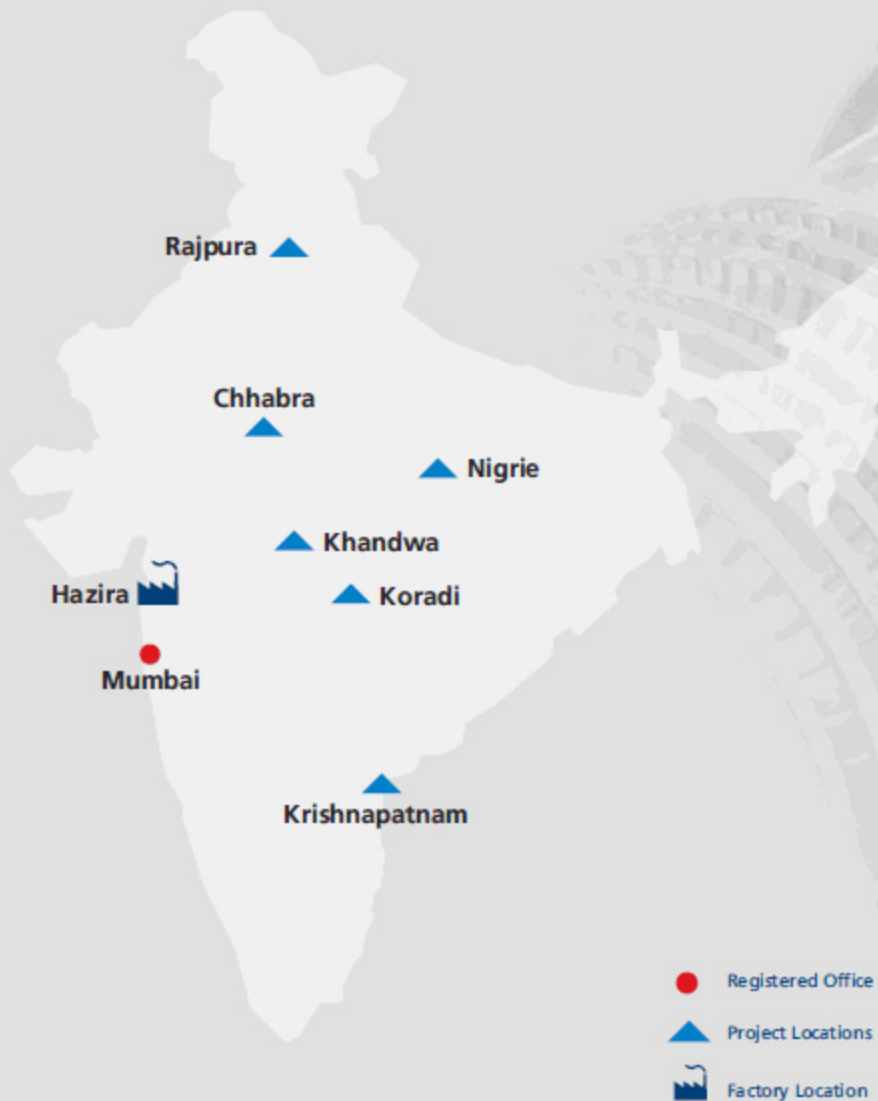 Rajpura
Chhabra
Nigrie
Khandwa
Hazira
Koradi
Mumbai
Krishnapatnam
Registered Office
Project Locations
Factory Location